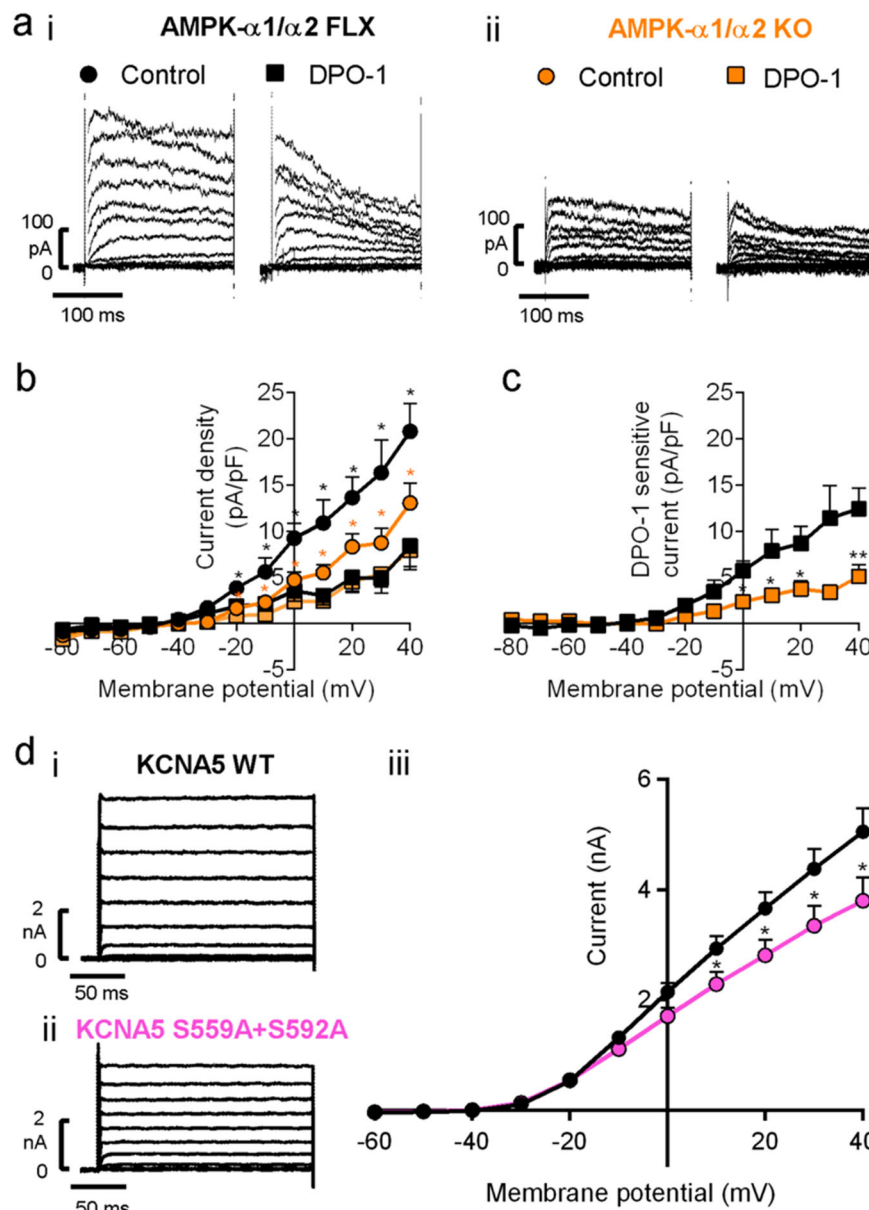 a i AMPK-α1/α2 FLX ii AMPK-α1/α2 KO
Control DPO-1 Control DPO-1
100
pA
0
100 ms
100
pA
0
100 ms
b
Current density
(pA/pF)
25
20
15
10
5
-5
-80 -60 -40 -20 20 40
Membrane potential (mV)
* * * * * * *
* * * * * * *
c
DPO-1 sensitive
current (pA/pF)
25
20
15
10
5
-5
-80 -60 -40 -20 20 40
Membrane potential (mV)
* * * **
d i KCNA5 WT
2
nA
0
50 ms
ii KCNA5 S559A+S592A
2
nA
0
50 ms
iii
Current (nA)
6
4
2
-60 -40 -20 20 40
* * * *
Membrane potential (mV)